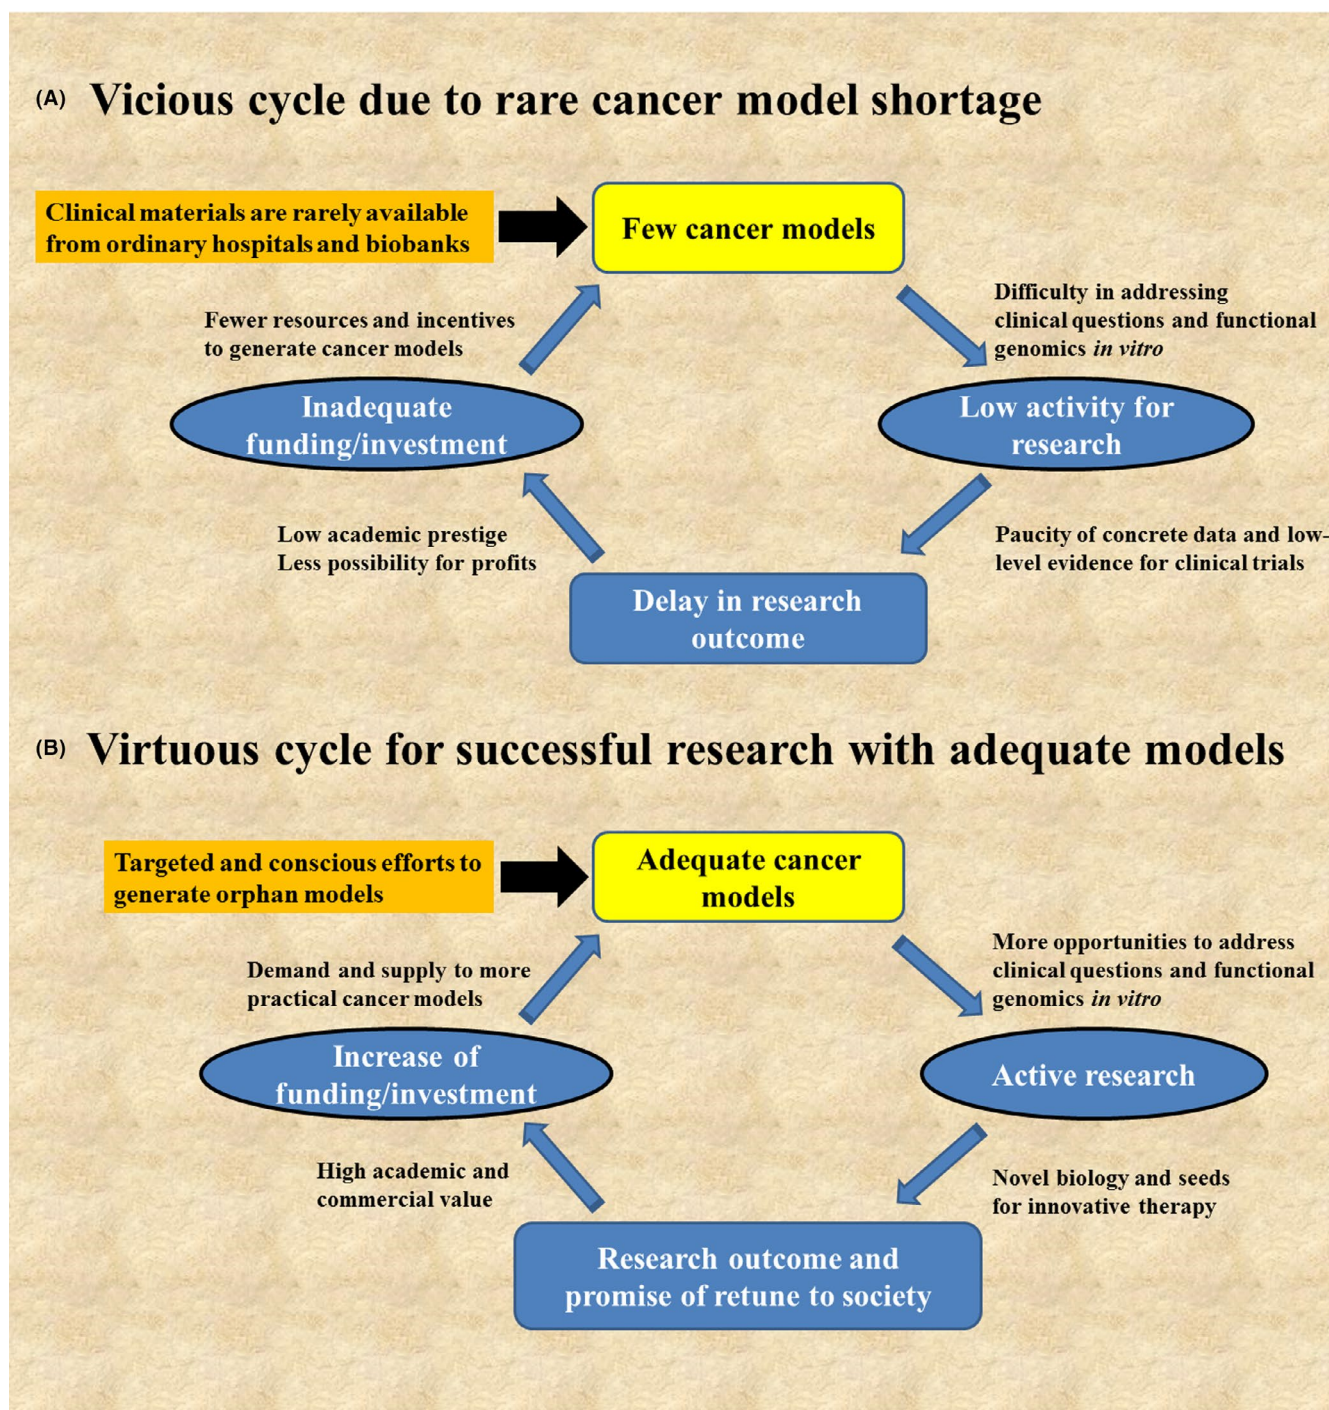 (A) Vicious cycle due to rare cancer model shortage
Clinical materials are rarely available
from ordinary hospitals and biobanks
Few cancer models
Difficulty in addressing
clinical questions and functional
genomics in vitro
Fewer resources and incentives
to generate cancer models
Inadequate
funding/investment
Low activity for
research
Low academic prestige
Less possibility for profits
Paucity of concrete data and low-
level evidence for clinical trials
Delay in research
outcome
(B) Virtuous cycle for successful research with adequate models
Targeted and conscious efforts to
generate orphan models
Adequate cancer
models
More opportunities to address
clinical questions and functional
genomics in vitro
Demand and supply to more
practical cancer models
Increase of
funding/investment
Active research
High academic and
commercial value
Novel biology and seeds
for innovative therapy
Research outcome and
promise of retune to society